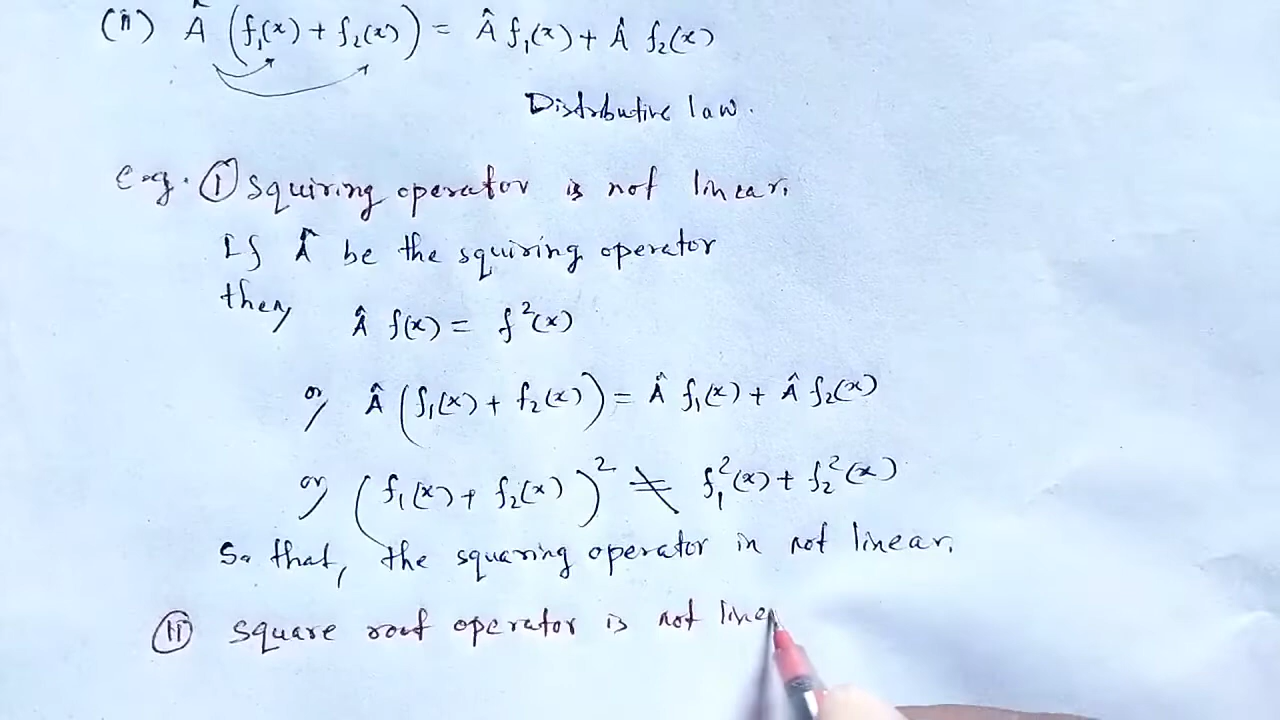 (ii) Â (f₁(x) + f₂(x)) = Â f₁(x) + Â f₂(x)
Distributive law.
e.g. ① Squiring operator is not linear.
If Â be the squiring operator
then, Â f(x) = f²(x)
or, Â (f₁(x) + f₂(x)) = Â f₁(x) + Â f₂(x)
or, (f₁(x) + f₂(x))² ≠ f₁²(x) + f₂²(x)
So that, the squaring operator in not linear.
ⓘⓘ square root operator is not line